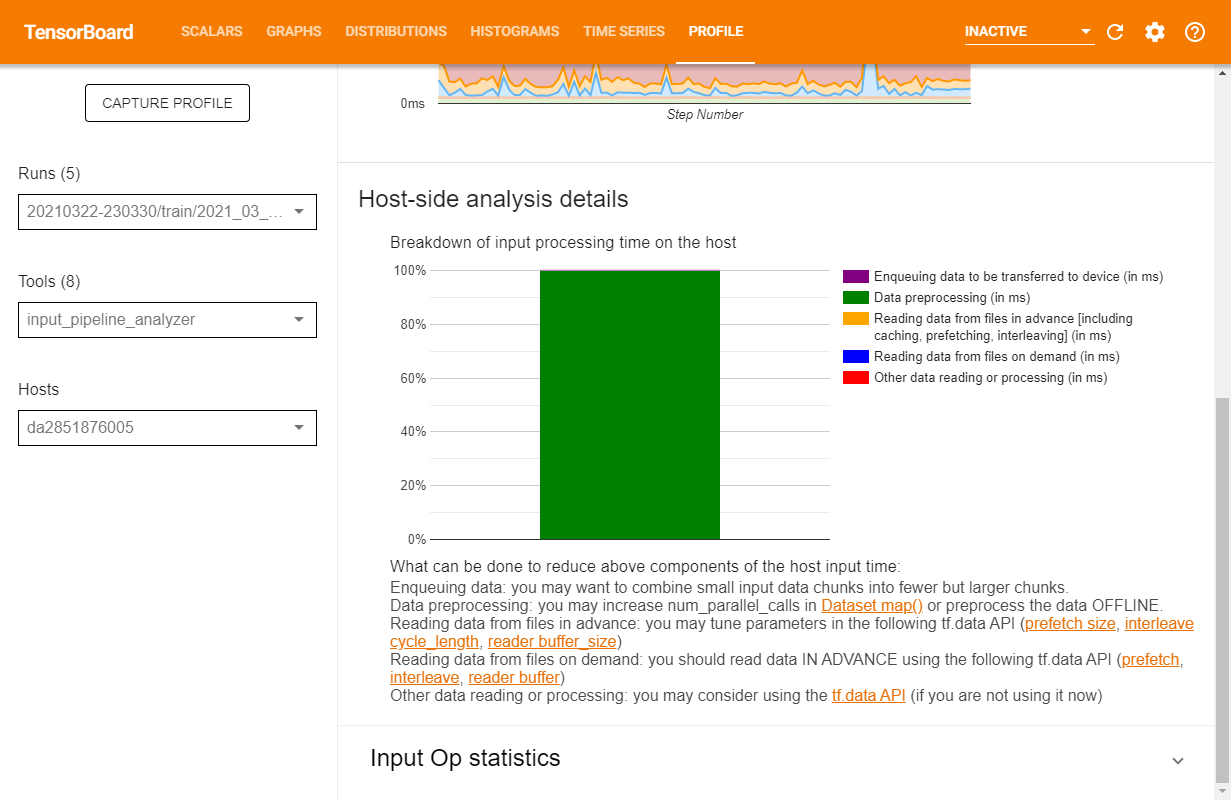 TensorBoard
SCALARS GRAPHS DISTRIBUTIONS HISTOGRAMS TIME SERIES PROFILE
INACTIVE
CAPTURE PROFILE
Runs (5)
20210322-230330/train/2021_03_...
Tools (8)
input_pipeline_analyzer
Hosts
da2851876005
0ms
Step Number
Host-side analysis details
Breakdown of input processing time on the host
100%
80%
60%
40%
20%
0%
Enqueuing data to be transferred to device (in ms)
Data preprocessing (in ms)
Reading data from files in advance [including
caching, prefetching, interleaving] (in ms)
Reading data from files on demand (in ms)
Other data reading or processing (in ms)
What can be done to reduce above components of the host input time:
Enqueuing data: you may want to combine small input data chunks into fewer but larger chunks.
Data preprocessing: you may increase num_parallel_calls in Dataset map() or preprocess the data OFFLINE.
Reading data from files in advance: you may tune parameters in the following tf.data API (prefetch size, interleave
cycle_length, reader buffer_size)
Reading data from files on demand: you should read data IN ADVANCE using the following tf.data API (prefetch,
interleave, reader buffer)
Other data reading or processing: you may consider using the tf.data API (if you are not using it now)
Input Op statistics